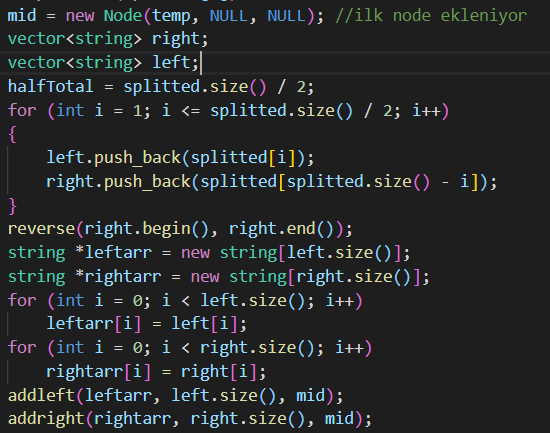 mid = new Node(temp, NULL, NULL); //ilk node ekleniyor
vector<string> right;
vector<string> left;
halfTotal = splitted.size() / 2;
for (int i = 1; i <= splitted.size() / 2; i++)
{
    left.push_back(splitted[i]);
    right.push_back(splitted[splitted.size() - i]);
}
reverse(right.begin(), right.end());
string *leftarr = new string[left.size()];
string *rightarr = new string[right.size()];
for (int i = 0; i < left.size(); i++)
    leftarr[i] = left[i];
for (int i = 0; i < right.size(); i++)
    rightarr[i] = right[i];
addleft(leftarr, left.size(), mid);
addright(rightarr, right.size(), mid);